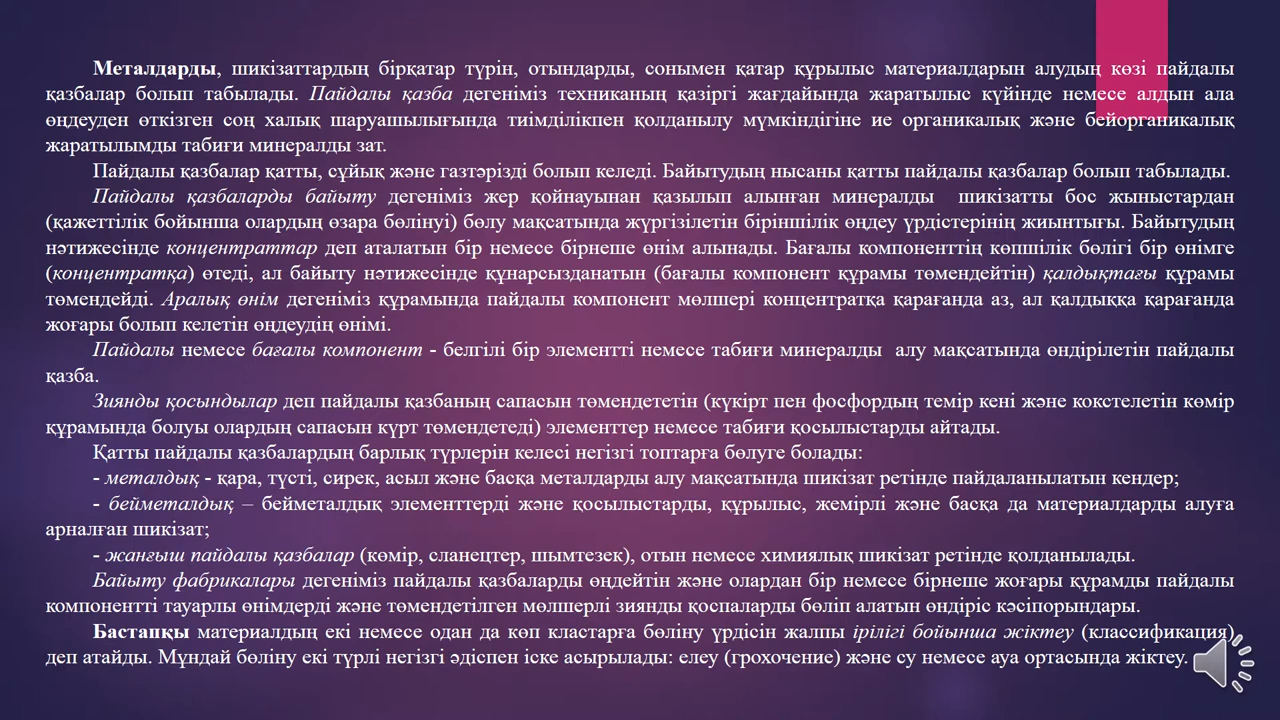 Металдарды, шикізаттардың бірқатар түрін, отындарды, сонымен қатар құрылыс материалдарын алудың көзі пайдалы
қазбалар болып табылады. Пайдалы қазба дегеніміз техниканың қазіргі жағдайында жаратылыс күйінде немесе алдын ала
өңдеуден өткізген соң халық шаруашылығында тиімділікпен қолданылу мүмкіндігіне ие органикалық және бейорганикалық
жаратылымды табиғи минералды зат.
Пайдалы қазбалар қатты, сұйық және газтәрізді болып келеді. Байытудың нысаны қатты пайдалы қазбалар болып табылады.
Пайдалы қазбаларды байыту дегеніміз жер қойнауынан қазылып алынған минералды шикізатты бос жыныстардан
(қажеттілік бойынша олардың өзара бөлінуі) бөлу мақсатында жүргізілетін біріншілік өңдеу үрдістерінің жиынтығы. Байытудың
нәтижесінде концентраттар деп аталатын бір немесе бірнеше өнім алынады. Бағалы компоненттің көпшілік бөлігі бір өнімге
(концентратқа) өтеді, ал байыту нәтижесінде құнарсызданатын (бағалы компонент құрамы төмендейтін) қалдықтағы құрамы
төмендейді. Аралық өнім дегеніміз құрамында пайдалы компонент мөлшері концентратқа қарағанда аз, ал қалдыққа қарағанда
жоғары болып келетін өңдеудің өнімі.
Пайдалы немесе бағалы компонент - белгілі бір элементті немесе табиғи минералды алу мақсатында өндірілетін пайдалы
қазба.
Зиянды қосындылар деп пайдалы қазбаның сапасын төмендететін (күкірт пен фосфордың темір кені және кокстелетін көмір
құрамында болуы олардың сапасын күрт төмендетеді) элементтер немесе табиғи қосылыстарды айтады.
Қатты пайдалы қазбалардың барлық түрлерін келесі негізгі топтарға бөлуге болады:
- металдық - қара, түсті, сирек, асыл және басқа металдарды алу мақсатында шикізат ретінде пайдаланылатын кендер;
- бейметалдық – бейметалдық элементтерді және қосылыстарды, құрылыс, жемірлі және басқа да материалдарды алуға
арналған шикізат;
- жанғыш пайдалы қазбалар (көмір, сланецтер, шымтезек), отын немесе химиялық шикізат ретінде қолданылады.
Байыту фабрикалары дегеніміз пайдалы қазбаларды өңдейтін және олардан бір немесе бірнеше жоғары құрамды пайдалы
компонентті тауарлы өнімдерді және төмендетілген мөлшерлі зиянды қоспаларды бөліп алатын өндіріс кәсіпорындары.
Бастапқы материалдың екі немесе одан да көп кластарға бөліну үрдісін жалпы ірілігі бойынша жіктеу (классификация)
деп атайды. Мұндай бөліну екі түрлі негізгі әдіспен іске асырылады: елеу (грохочение) және су немесе ауа ортасында жіктеу.